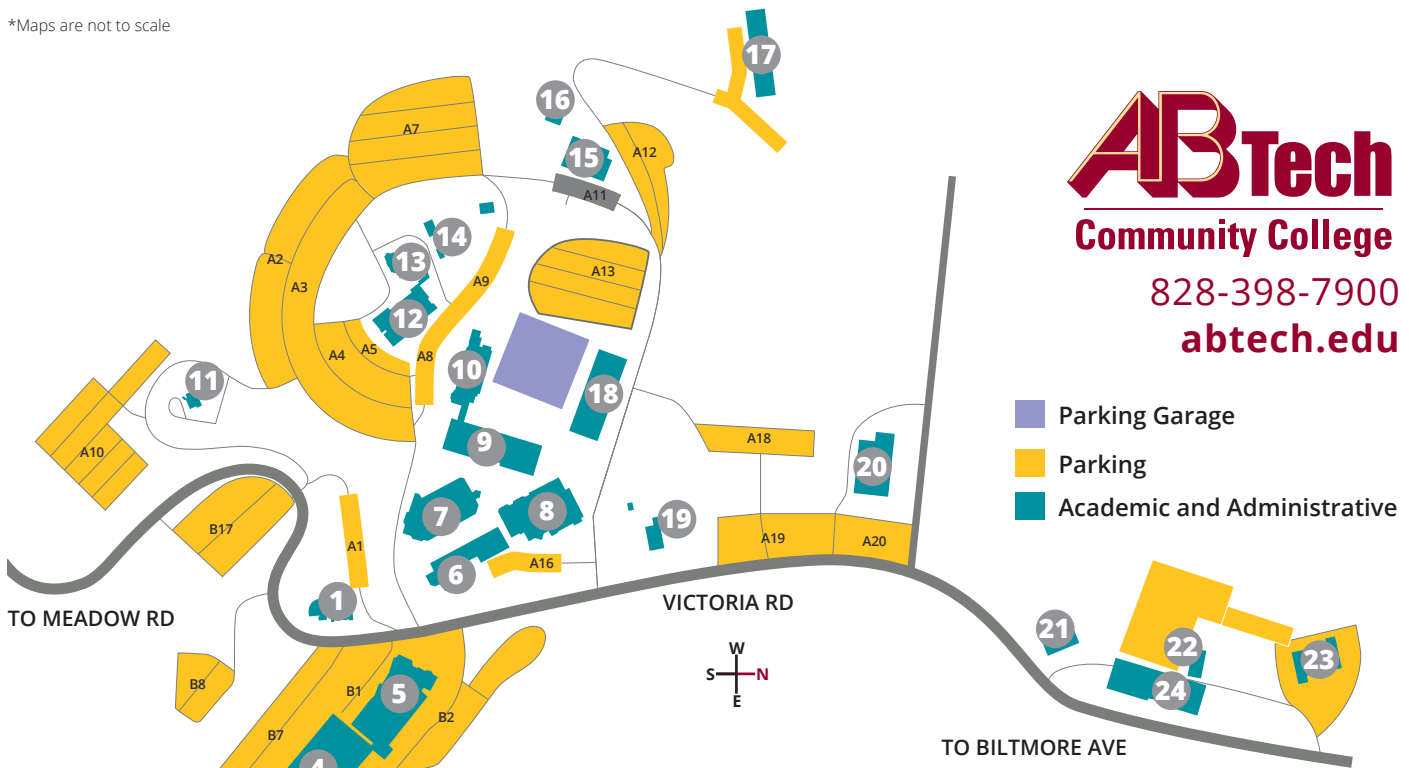 *Maps are not to scale
17
16
A7
A12
15
A11
ABTech
Community College
828-398-7900
abtech.edu
14
13
A2
A3
A9
A13
12
A4
A5
A8
10
11
18
Parking Garage
Parking
Academic and Administrative
9
A18
A10
20
7
8
19
B17
A1
A19
A20
6
A16
1
TO MEADOW RD
VICTORIA RD
21
22
23
24
W
S
N
E
B8
B1
5
B2
B7
4
TO BILTMORE AVE